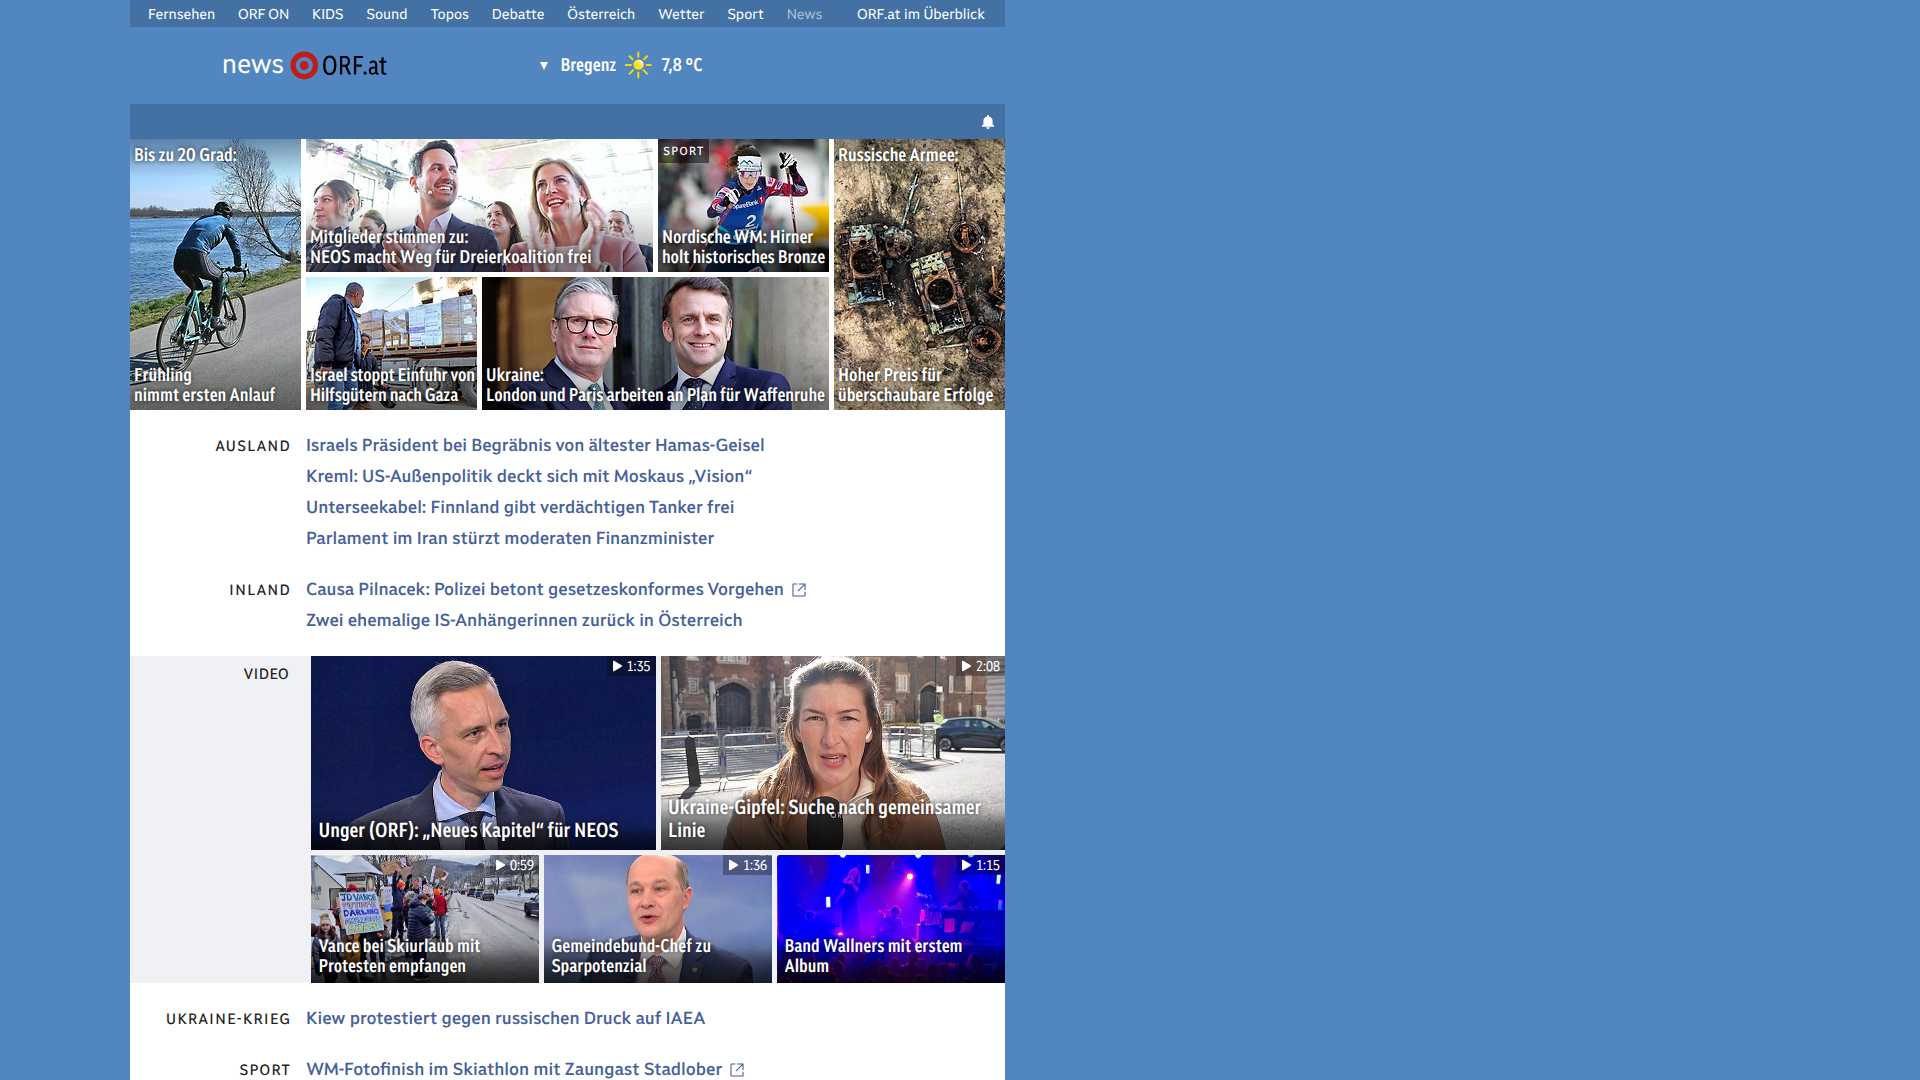 Fernsehen ORF ON KIDS Sound Topos Debatte Österreich Wetter Sport News ORF.at im Überblick
news ORF.at
▼ Bregenz 7,8 °C
Bis zu 20 Grad:
Frühling
nimmt ersten Anlauf
Mitglieder stimmen zu:
NEOS macht Weg für Dreierkoalition frei
SPORT
Nordische WM: Hirner
holt historisches Bronze
Russische Armee:
Hoher Preis für
überschaubare Erfolge
Israel stoppt Einfuhr von
Hilfsgütern nach Gaza
Ukraine:
London und Paris arbeiten an Plan für Waffenruhe
AUSLAND
Israels Präsident bei Begräbnis von ältester Hamas-Geisel
Kreml: US-Außenpolitik deckt sich mit Moskaus „Vision“
Unterseekabel: Finnland gibt verdächtigen Tanker frei
Parlament im Iran stürzt moderaten Finanzminister
INLAND
Causa Pilnacek: Polizei betont gesetzeskonformes Vorgehen
Zwei ehemalige IS-Anhängerinnen zurück in Österreich
VIDEO
1:35
Unger (ORF): „Neues Kapitel“ für NEOS
2:08
Ukraine-Gipfel: Suche nach gemeinsamer
Linie
0:59
JD VANCE
DARLING
Vance bei Skiurlaub mit
Protesten empfangen
1:36
Gemeindebund-Chef zu
Sparpotenzial
1:15
Band Wallners mit erstem
Album
UKRAINE-KRIEG
Kiew protestiert gegen russischen Druck auf IAEA
SPORT
WM-Fotofinish im Skiathlon mit Zaungast Stadlober